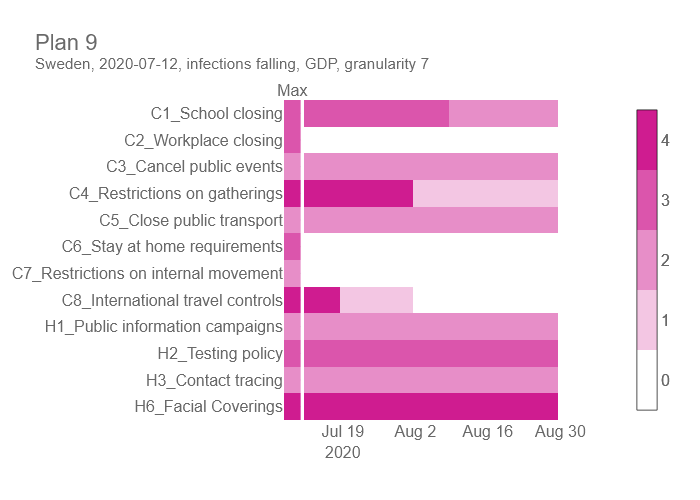 Plan 9
Sweden, 2020-07-12, infections falling, GDP, granularity 7
Max
C1_School closing
C2_Workplace closing
C3_Cancel public events
C4_Restrictions on gatherings
C5_Close public transport
C6_Stay at home requirements
C7_Restrictions on internal movement
C8_International travel controls
H1_Public information campaigns
H2_Testing policy
H3_Contact tracing
H6_Facial Coverings
Jul 19 Aug 2 Aug 16 Aug 30
2020
4
3
2
1
0